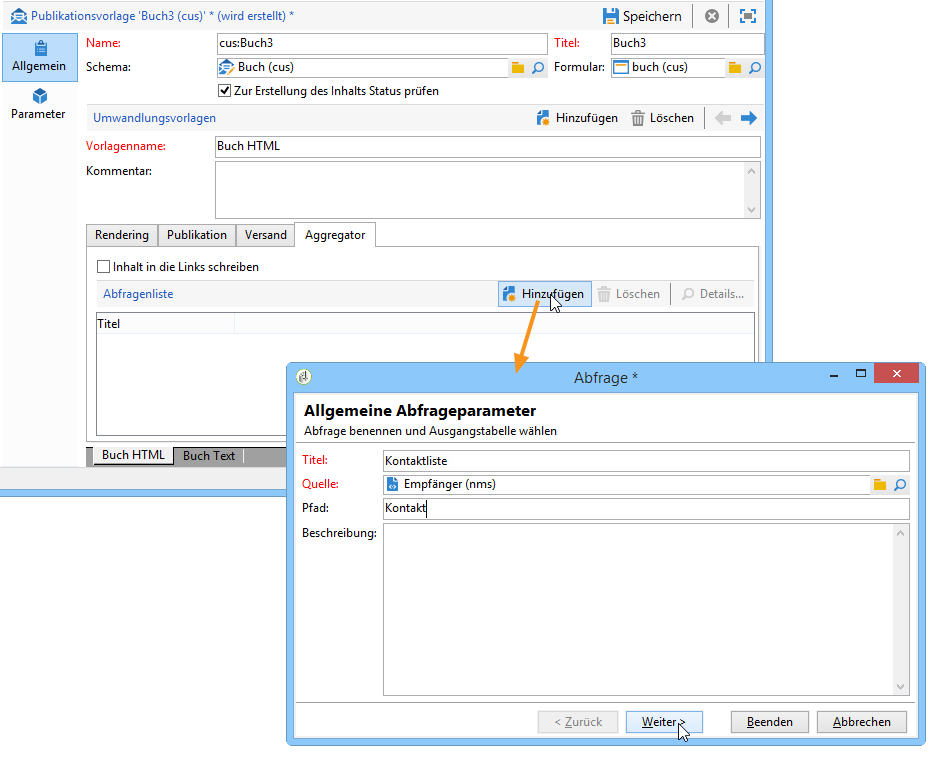 Publikationsvorlage 'Buch3 (cus)' * (wird erstellt) * Speichern
Allgemein
Parameter
Name: cus:Buch3 Titel: Buch3
Schema: Buch (cus) Formular: buch (cus)
Zur Erstellung des Inhalts Status prüfen
Umwandlungsvorlagen Hinzufügen Löschen
Vorlagenname: Buch HTML
Kommentar:
Rendering Publikation Versand Aggregator
Inhalt in die Links schreiben
Abfragenliste Hinzufügen Löschen Details...
Titel
Buch HTML Buch Text
Abfrage *
Allgemeine Abfrageparameter
Abfrage benennen und Ausgangstabelle wählen
Titel: Kontaktliste
Quelle: Empfänger (nms)
Pfad: Kontakt
Beschreibung:
< Zurück Weiter > Beenden Abbrechen